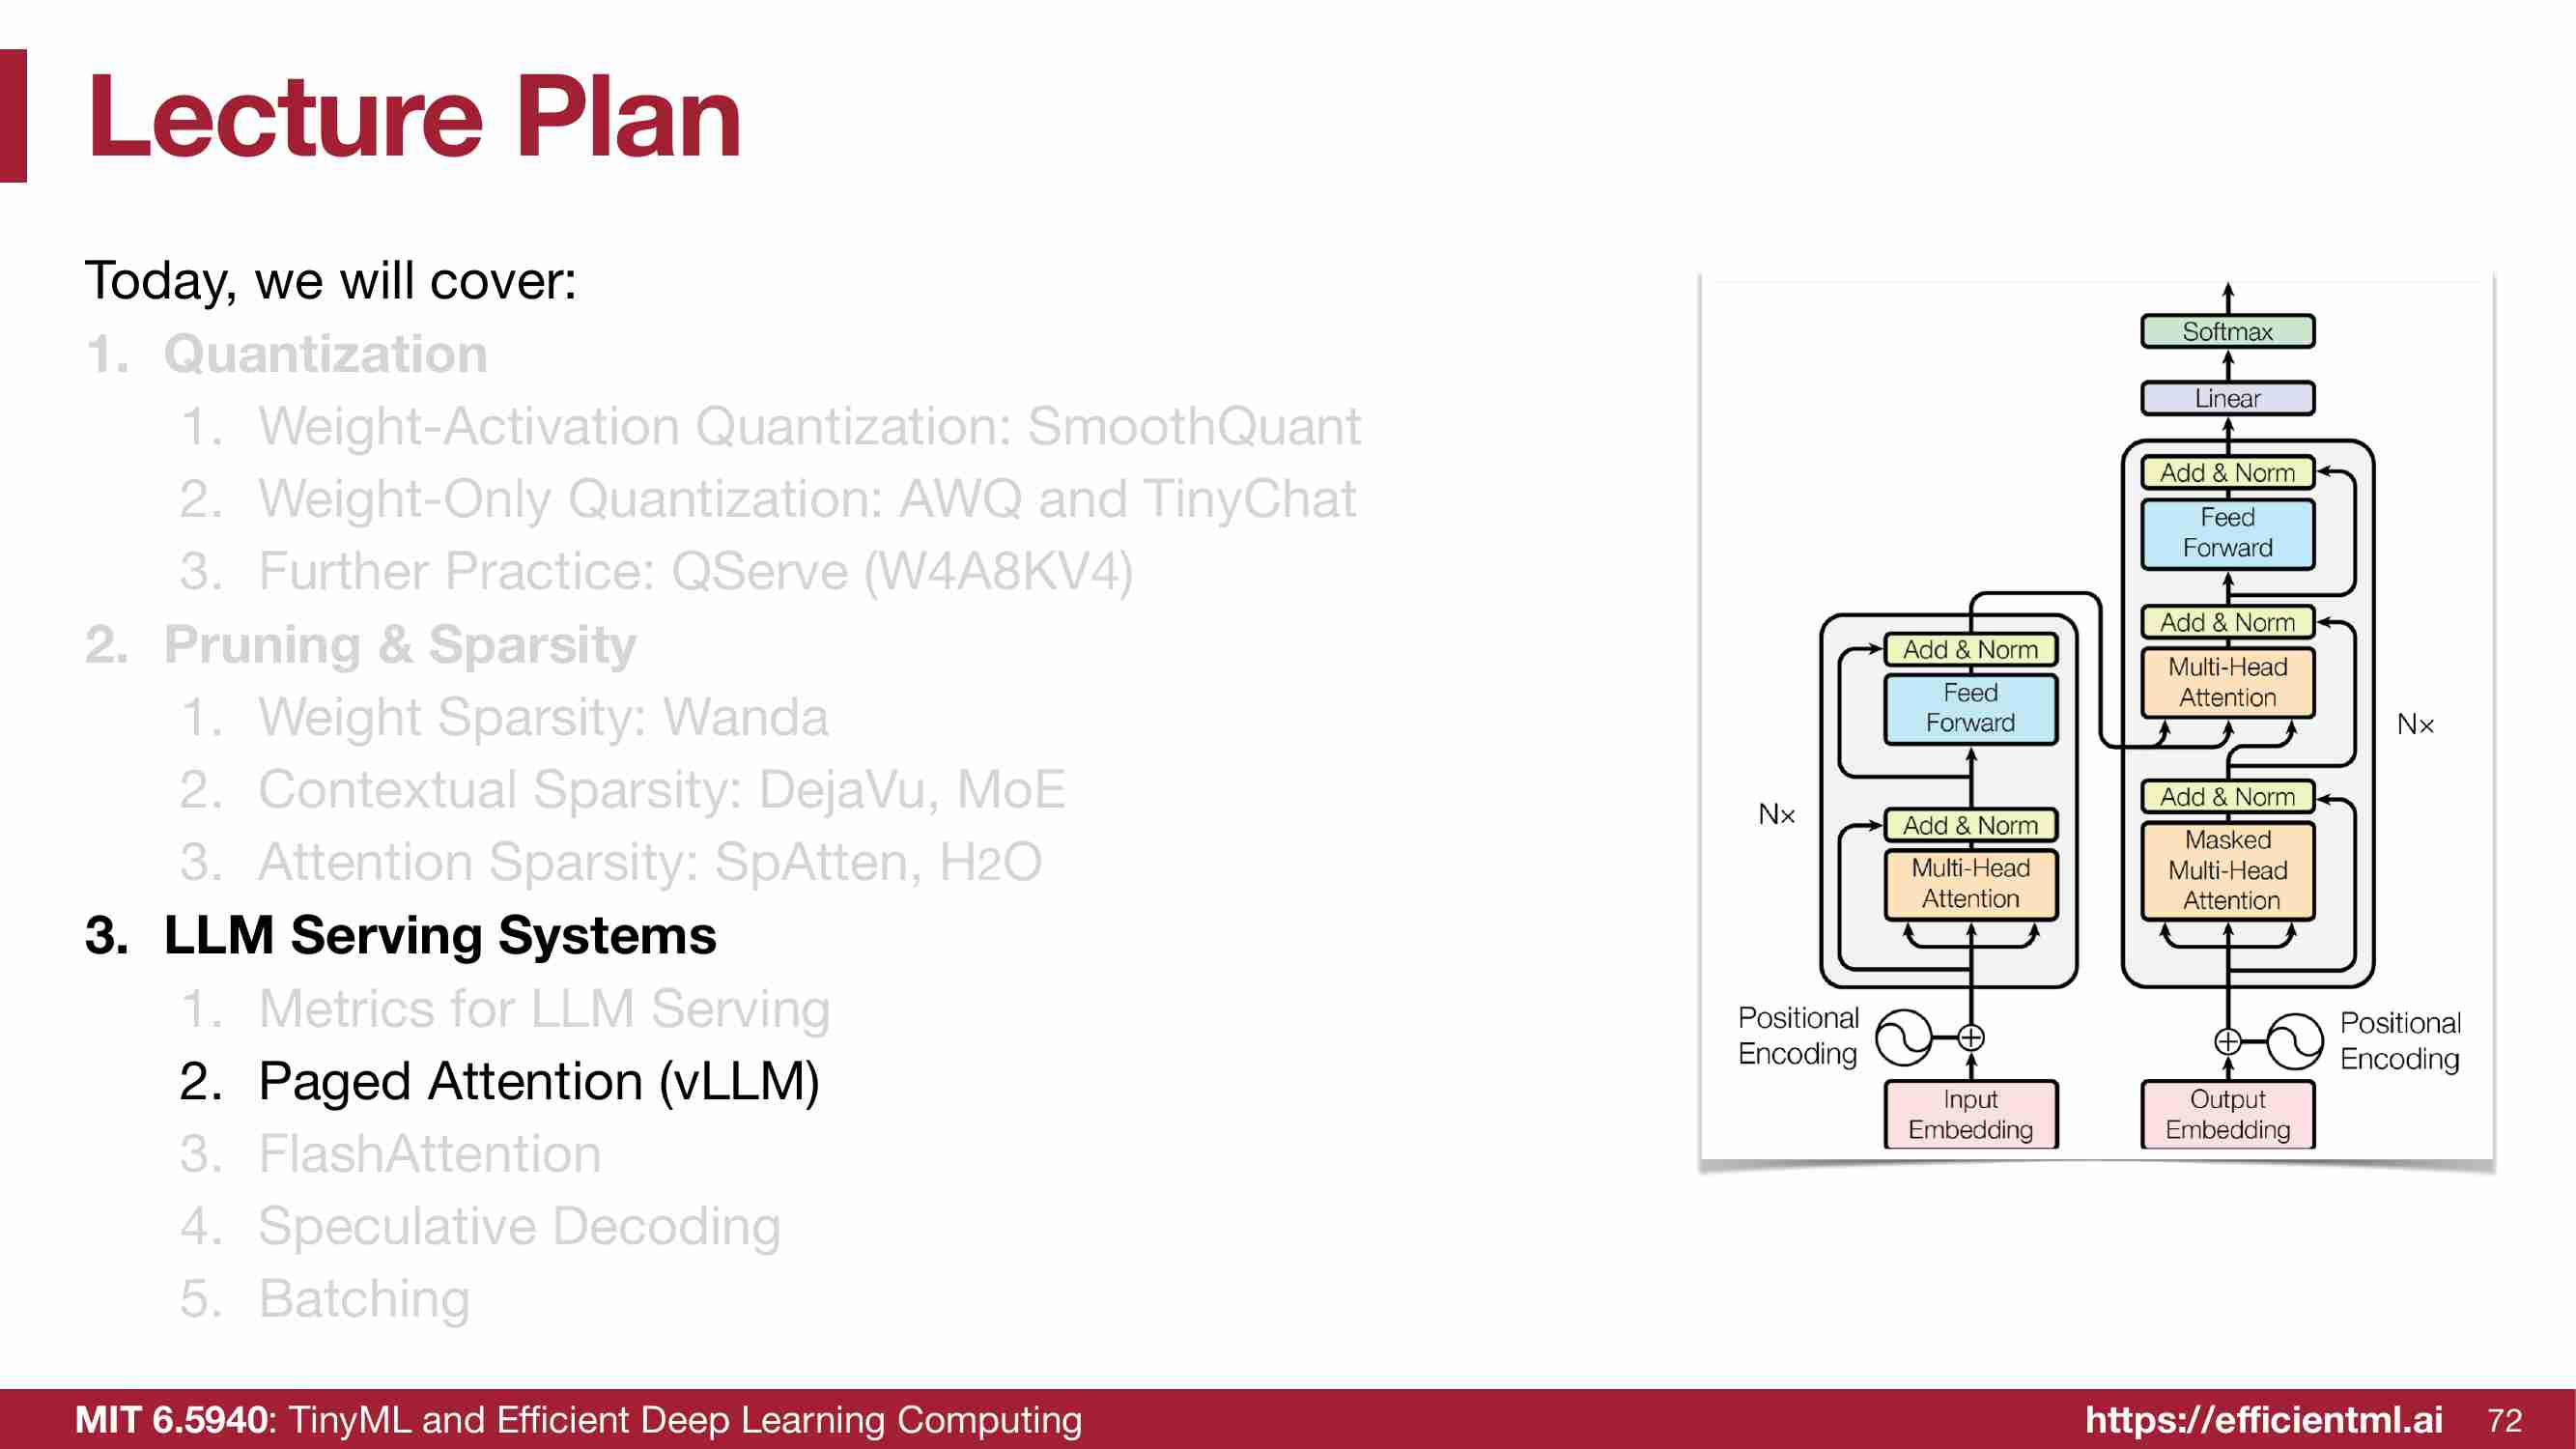 Lecture Plan
Today, we will cover:
1. Quantization
1. Weight-Activation Quantization: SmoothQuant
2. Weight-Only Quantization: AWQ and TinyChat
3. Further Practice: QServe (W4A8KV4)
2. Pruning & Sparsity
1. Weight Sparsity: Wanda
2. Contextual Sparsity: DejaVu, MoE
3. Attention Sparsity: SpAtten, H2O
3. LLM Serving Systems
1. Metrics for LLM Serving
2. Paged Attention (vLLM)
3. FlashAttention
4. Speculative Decoding
5. Batching
Softmax
Linear
Add & Norm
Feed
Forward
Add & Norm
Multi-Head
Attention
N×
Add & Norm
Masked
Multi-Head
Attention
Positional
Encoding
Output
Embedding
Add & Norm
Feed
Forward
N×
Add & Norm
Multi-Head
Attention
Positional
Encoding
Input
Embedding
MIT 6.5940: TinyML and Efficient Deep Learning Computing
https://efficientml.ai 72